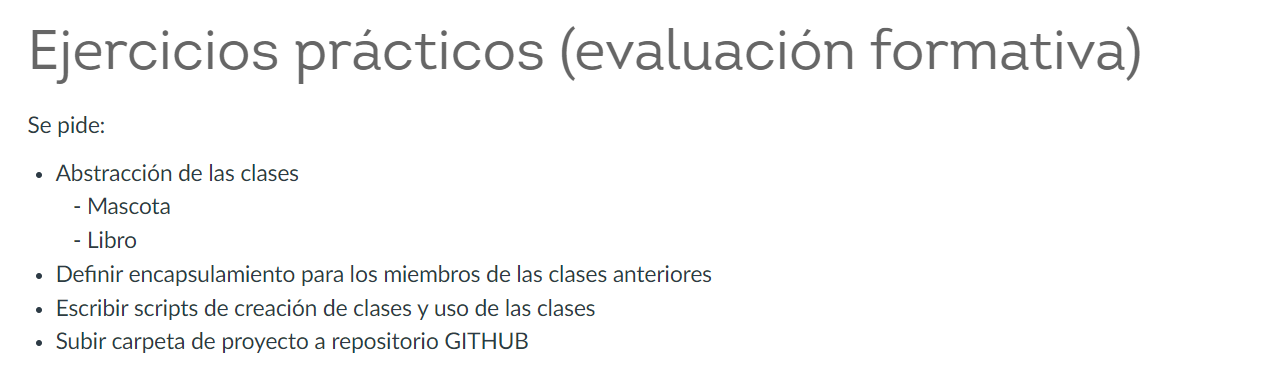 Ejercicios prácticos (evaluación formativa)
Se pide:
• Abstracción de las clases
- Mascota
- Libro
• Definir encapsulamiento para los miembros de las clases anteriores
• Escribir scripts de creación de clases y uso de las clases
• Subir carpeta de proyecto a repositorio GITHUB